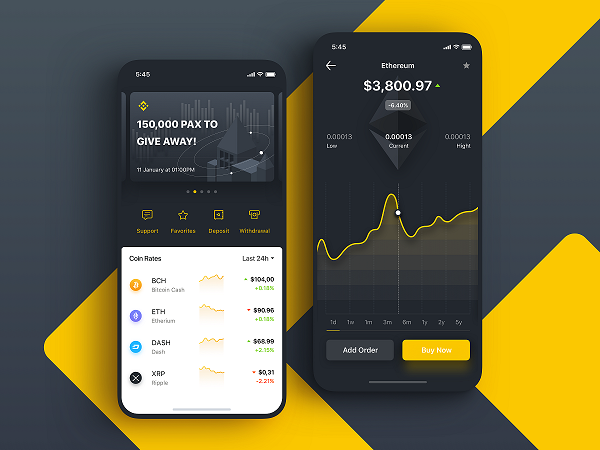 5:45
150,000 PAX TO
GIVE AWAY!
11 January at 01:00PM
Support Favorites Deposit Withdrawal
Coin Rates Last 24h
BCH $104,00
Bitcoin Cash +0.18%
ETH $90.96
Etherium +0.18%
DASH $68.99
Dash +2.15%
XRP $0,31
Ripple -2.21%
5:45
Ethereum
$3,800.97
-6.40%
0.00013 0.00013 0.00013
Low Current Hight
1d 1w 1m 3m 6m 1y 2y 5y
Add Order Buy Now